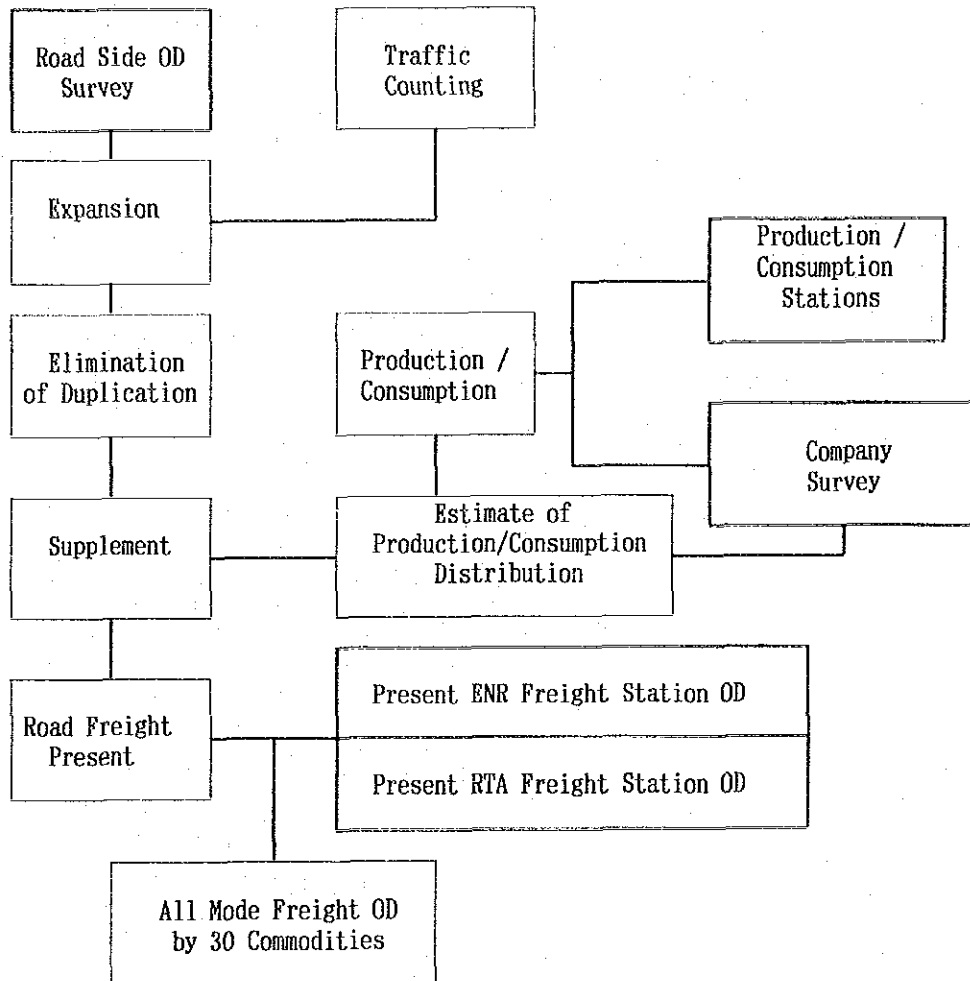 Road Side OD
Survey
Traffic
Counting
Expansion
Production /
Consumption
Stations
Elimination
of Duplication
Production /
Consumption
Company
Survey
Supplement
Estimate of
Production/Consumption
Distribution
Road Freight
Present
Present ENR Freight Station OD
Present RTA Freight Station OD
All Mode Freight OD
by 30 Commodities